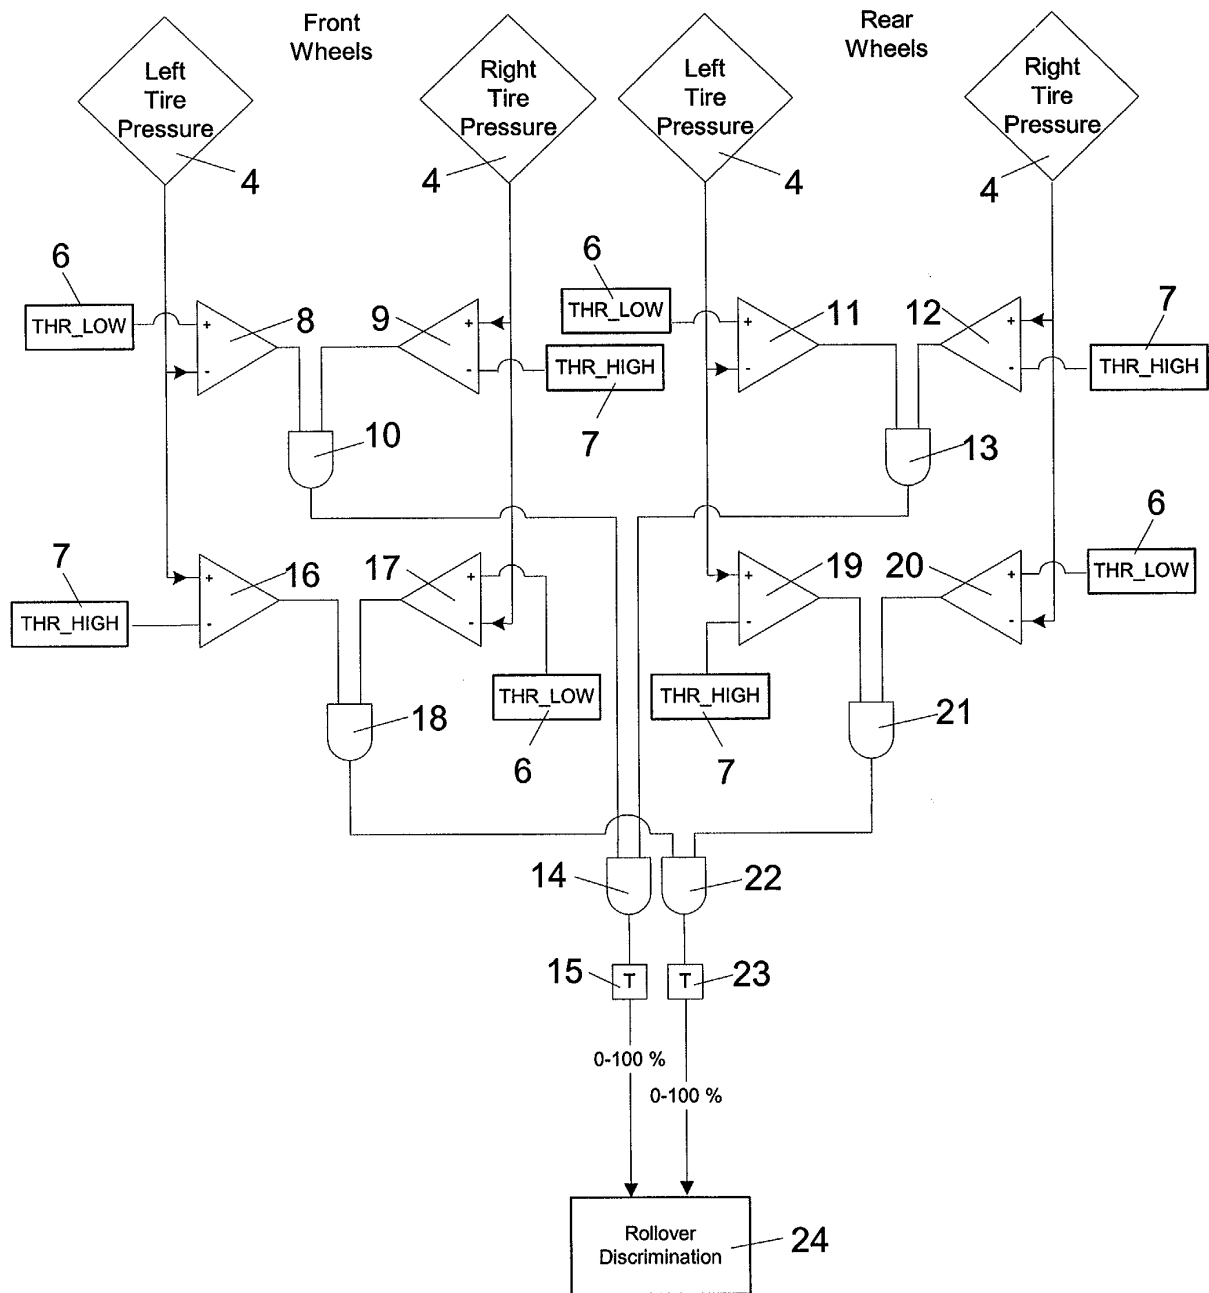 Front
Wheels
Rear
Wheels
Left
Tire
Pressure
Right
Tire
Pressure
Left
Tire
Pressure
Right
Tire
Pressure
4
4
4
4
6
6
7
THR_LOW
+
-
8
9
+
-
THR_HIGH
7
THR_LOW
+
-
11
12
+
-
THR_HIGH
10
13
7
6
THR_HIGH
+
-
16
17
+
-
THR_LOW
6
+
-
19
20
+
-
THR_LOW
THR_HIGH
7
18
21
14
22
15
T
T
23
0-100 %
0-100 %
Rollover
Discrimination
24